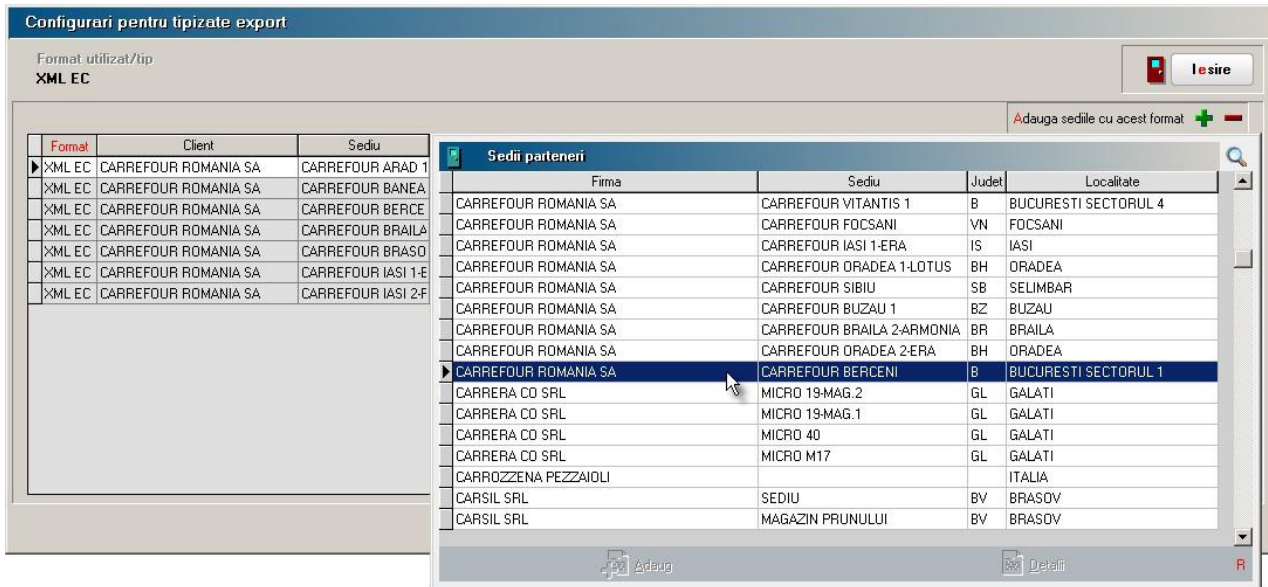 Configurari pentru tipizate export
Format utilizat/tip
XML EC
Iesire
Adauga sediile cu acest format
Format Client Sediu
XML EC CARREFOUR ROMANIA SA CARREFOUR ARAD 1
XML EC CARREFOUR ROMANIA SA CARREFOUR BANEA
XML EC CARREFOUR ROMANIA SA CARREFOUR BERCE
XML EC CARREFOUR ROMANIA SA CARREFOUR BRAILA
XML EC CARREFOUR ROMANIA SA CARREFOUR BRASO
XML EC CARREFOUR ROMANIA SA CARREFOUR IASI 1-E
XML EC CARREFOUR ROMANIA SA CARREFOUR IASI 2-F
Sedii parteneri
Firma Sediu Judet Localitate
CARREFOUR ROMANIA SA CARREFOUR VITANTIS 1 B BUCURESTI SECTORUL 4
CARREFOUR ROMANIA SA CARREFOUR FOCSANI VN FOCSANI
CARREFOUR ROMANIA SA CARREFOUR IASI 1-ERA IS IASI
CARREFOUR ROMANIA SA CARREFOUR ORADEA 1-LOTUS BH ORADEA
CARREFOUR ROMANIA SA CARREFOUR SIBIU SB SELIMBAR
CARREFOUR ROMANIA SA CARREFOUR BUZAU 1 BZ BUZAU
CARREFOUR ROMANIA SA CARREFOUR BRAILA 2-ARMONIA BR BRAILA
CARREFOUR ROMANIA SA CARREFOUR ORADEA 2-ERA BH ORADEA
CARREFOUR ROMANIA SA CARREFOUR BERCENI B BUCURESTI SECTORUL 1
CARRERA CO SRL MICRO 19-MAG.2 GL GALATI
CARRERA CO SRL MICRO 19-MAG.1 GL GALATI
CARRERA CO SRL MICRO 40 GL GALATI
CARRERA CO SRL MICRO M17 GL GALATI
CARROZZENA PEZZAIOLI ITALIA
CARSIL SRL SEDIU BV BRASOV
CARSIL SRL MAGAZIN PRUNULUI BV BRASOV
Adaug Detalii R